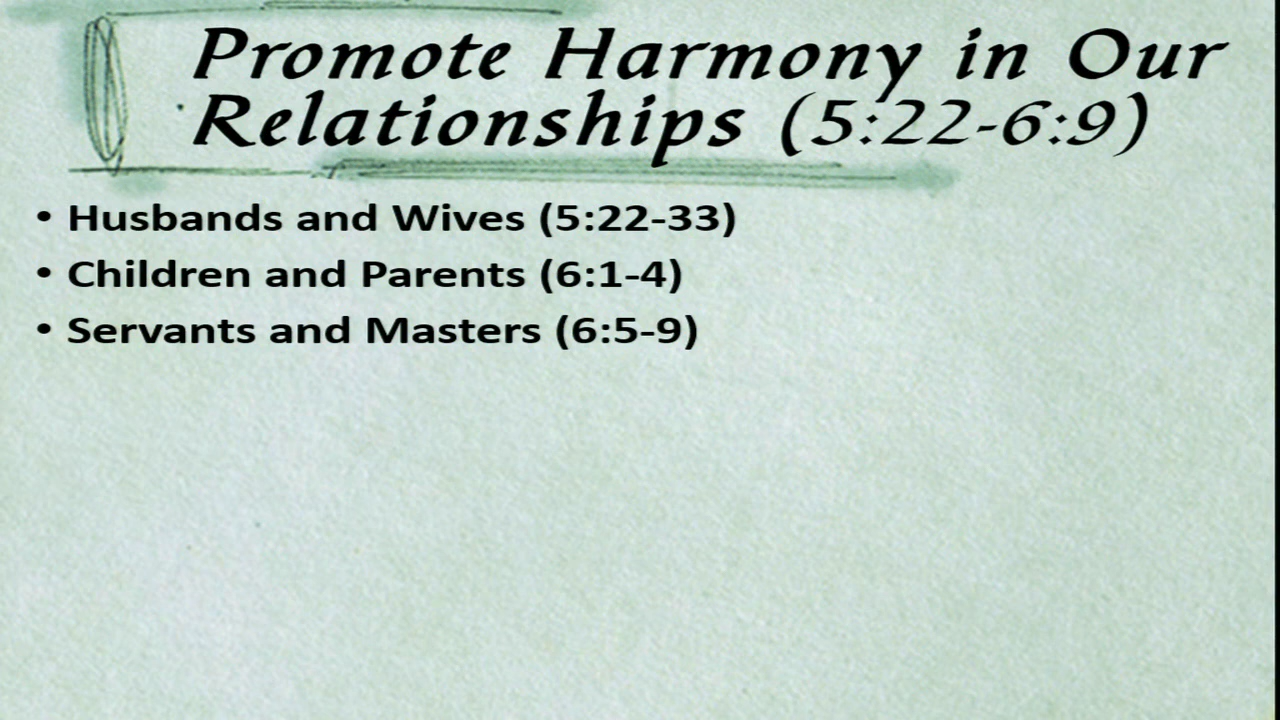 Promote Harmony in Our
Relationships (5:22-6:9)
• Husbands and Wives (5:22-33)
• Children and Parents (6:1-4)
• Servants and Masters (6:5-9)